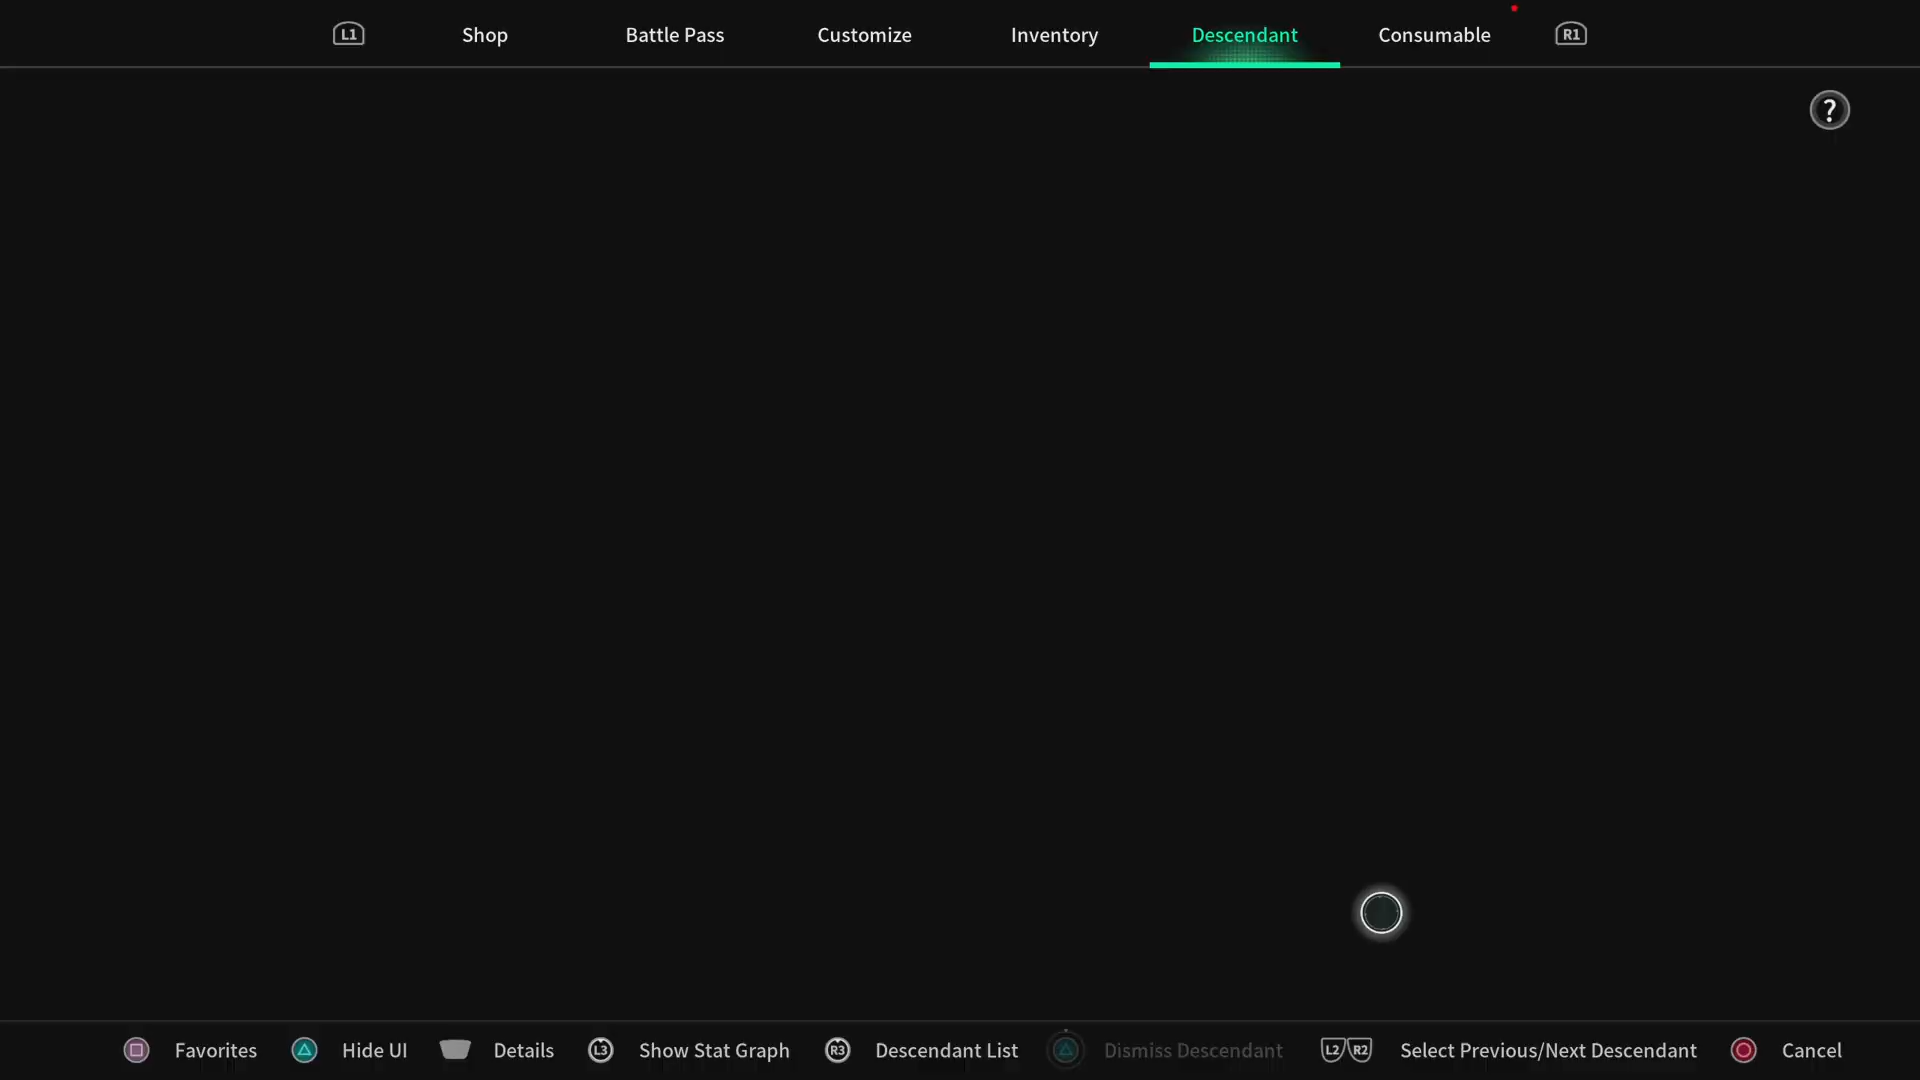 L1 Shop Battle Pass Customize Inventory Descendant Consumable R1
?
Favorites Hide UI Details L3 Show Stat Graph R3 Descendant List Dismiss Descendant L2 R2 Select Previous/Next Descendant Cancel